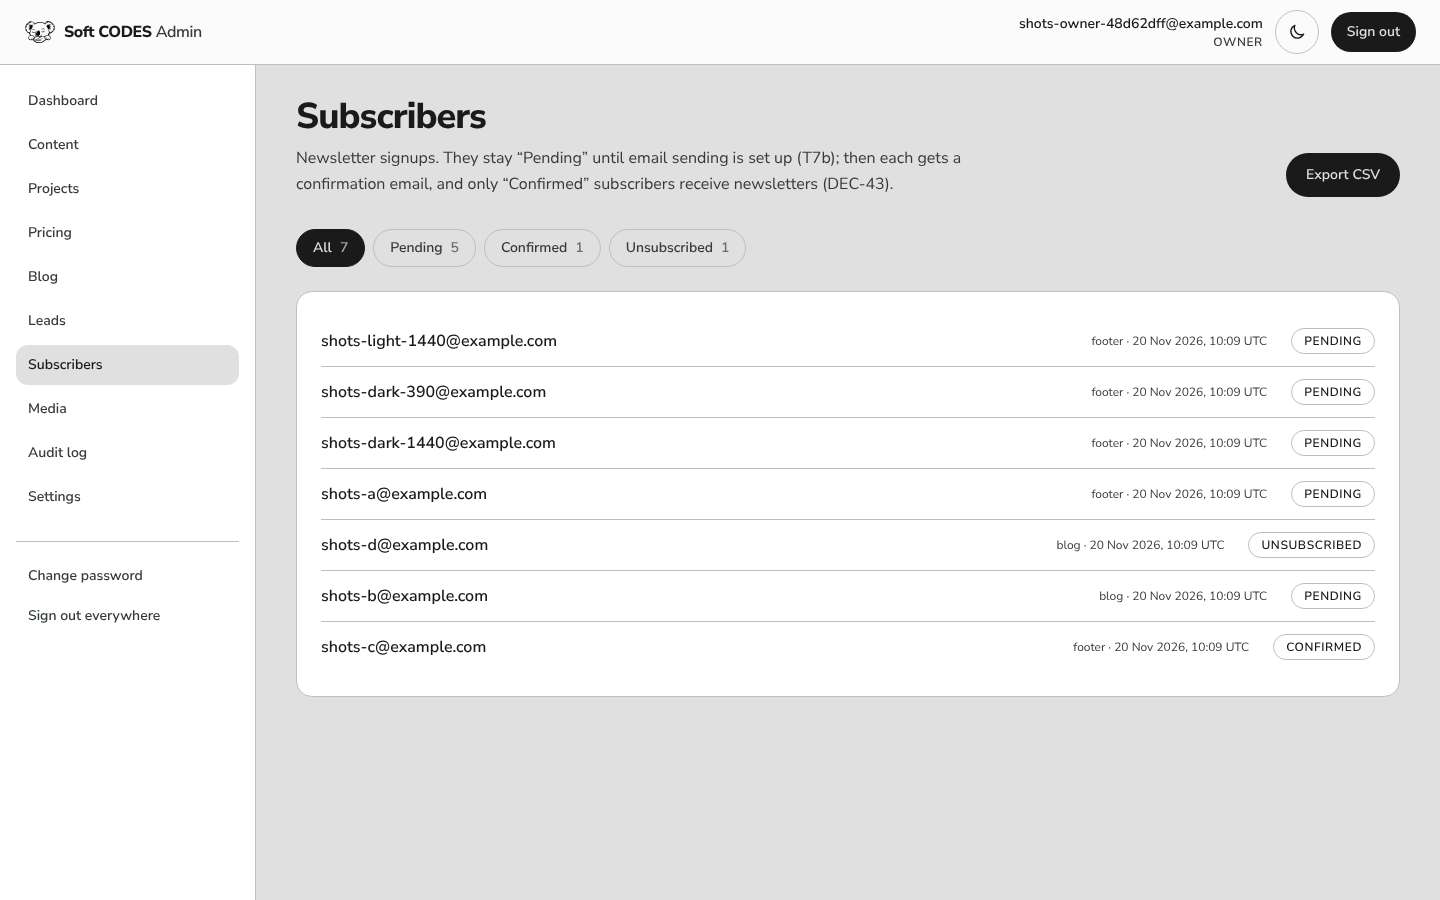 Soft CODES Admin
shots-owner-48d62dff@example.com
OWNER
Sign out
Dashboard
Content
Projects
Pricing
Blog
Leads
Subscribers
Media
Audit log
Settings
Change password
Sign out everywhere
Subscribers
Newsletter signups. They stay “Pending” until email sending is set up (T7b); then each gets a
confirmation email, and only “Confirmed” subscribers receive newsletters (DEC-43).
Export CSV
All 7
Pending 5
Confirmed 1
Unsubscribed 1
shots-light-1440@example.com footer · 20 Nov 2026, 10:09 UTC PENDING
shots-dark-390@example.com footer · 20 Nov 2026, 10:09 UTC PENDING
shots-dark-1440@example.com footer · 20 Nov 2026, 10:09 UTC PENDING
shots-a@example.com footer · 20 Nov 2026, 10:09 UTC PENDING
shots-d@example.com blog · 20 Nov 2026, 10:09 UTC UNSUBSCRIBED
shots-b@example.com blog · 20 Nov 2026, 10:09 UTC PENDING
shots-c@example.com footer · 20 Nov 2026, 10:09 UTC CONFIRMED